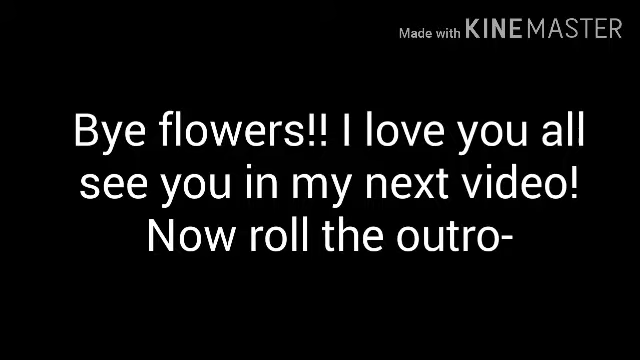 Made with KINEMASTER
Bye flowers!! I love you all
see you in my next video!
Now roll the outro-